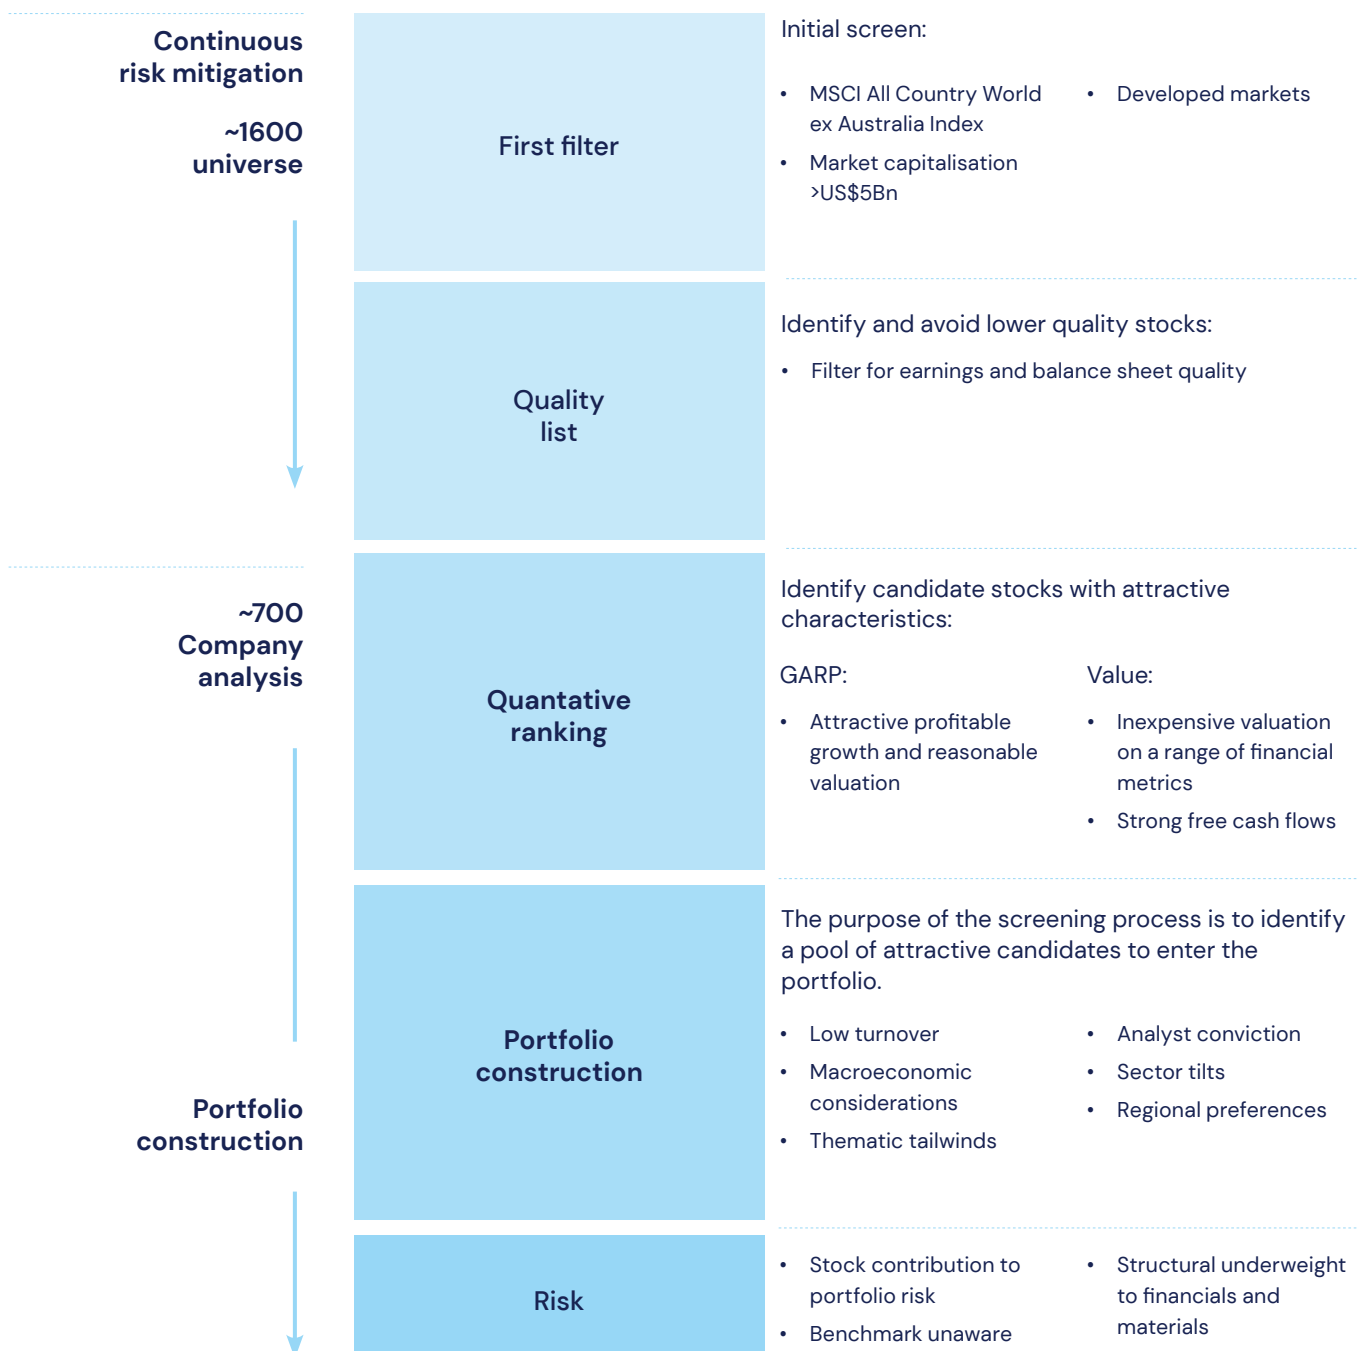 Continuous
risk mitigation
~1600
universe
First filter
Initial screen:
• MSCI All Country World
ex Australia Index
• Market capitalisation
>US$5Bn
• Developed markets
Quality
list
Identify and avoid lower quality stocks:
• Filter for earnings and balance sheet quality
~700
Company
analysis
Quantative
ranking
Identify candidate stocks with attractive
characteristics:
GARP:
• Attractive profitable
growth and reasonable
valuation
Value:
• Inexpensive valuation
on a range of financial
metrics
• Strong free cash flows
Portfolio
construction
Portfolio
construction
The purpose of the screening process is to identify
a pool of attractive candidates to enter the
portfolio.
• Low turnover
• Macroeconomic
considerations
• Thematic tailwinds
• Analyst conviction
• Sector tilts
• Regional preferences
Risk
• Stock contribution to
portfolio risk
• Benchmark unaware
• Structural underweight
to financials and
materials